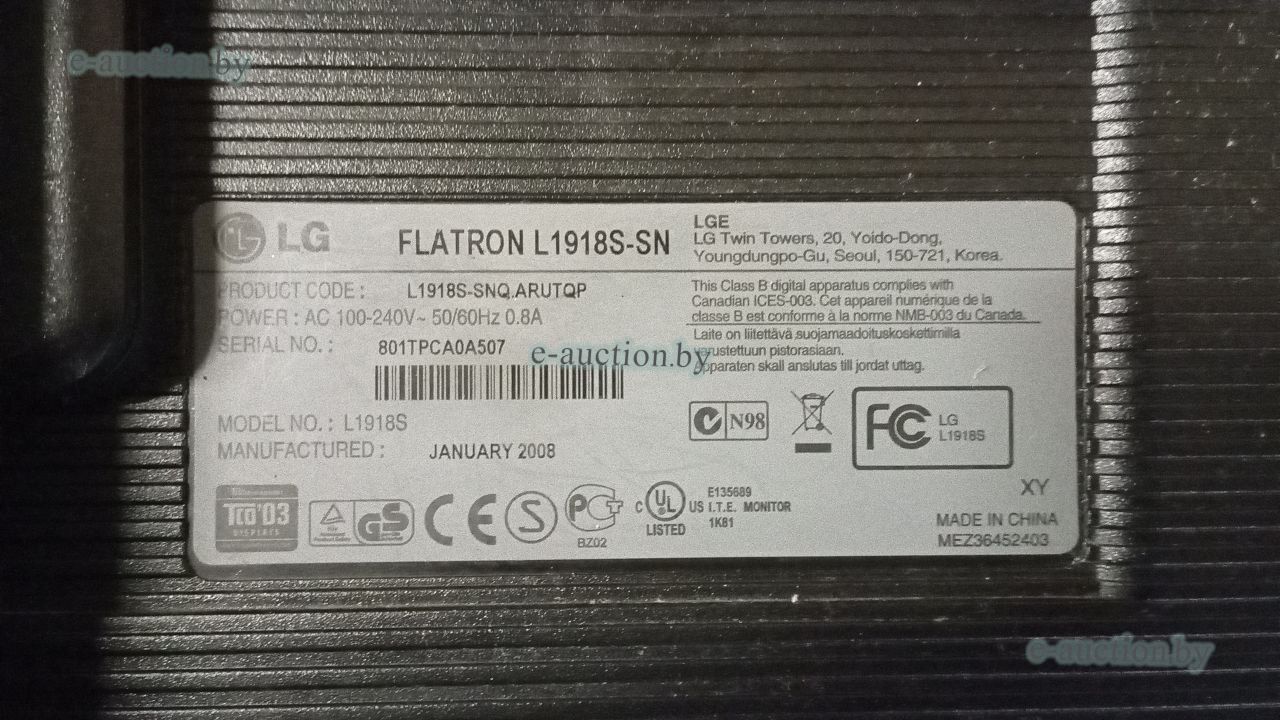 e-auction.by
LG
FLATRON L1918S-SN
LGE
LG Twin Towers, 20, Yoido-Dong,
Youngdungpo-Gu, Seoul, 150-721, Korea.
PRODUCT CODE : L1918S-SNQ.ARUTQP
POWER : AC 100-240V~ 50/60Hz 0.8A
SERIAL NO. : 801TPCA0A507
This Class B digital apparatus complies with
Canadian ICES-003. Cet appareil numérique de la
classe B est conforme à la norme NMB-003 du Canada.
Laite on liitettävä suojamaadoituskoskettimilla
varustettuun pistorasiaan.
Apparaten skall anslutas till jordat uttag.
e-auction.by
MODEL NO. : L1918S
MANUFACTURED : JANUARY 2008
N98
FC
LG
L1918S
TCO'03
DISPLAYS
GS
CE
S
PCT
BZ02
C UL US
LISTED
E135689
I.T.E. MONITOR
1K81
XY
MADE IN CHINA
MEZ36452403
e-auction.by